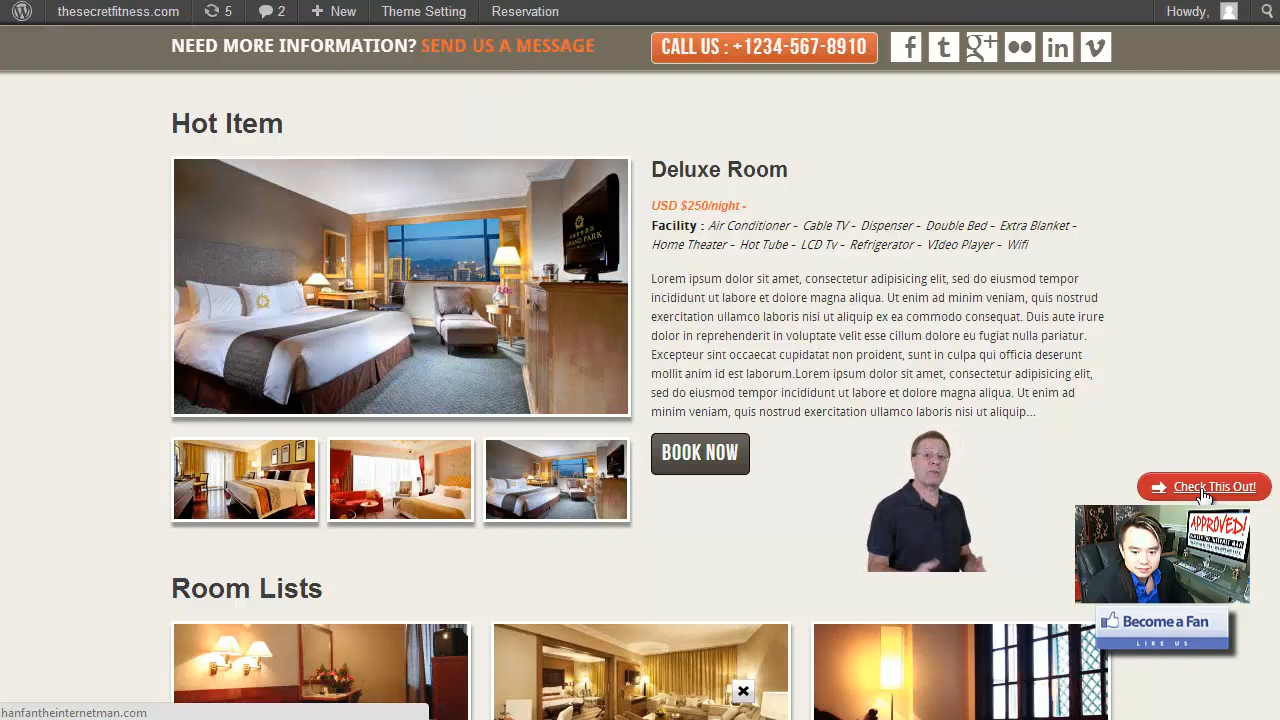 thesecretfitness.com 5 2 + New Theme Setting Reservation Howdy,
NEED MORE INFORMATION? SEND US A MESSAGE
CALL US : +1234-567-8910
f t g+ in v
Hot Item
Deluxe Room
USD $250/night -
Facility : Air Conditioner - Cable TV - Dispenser - Double Bed - Extra Blanket -
Home Theater - Hot Tube - LCD Tv - Refrigerator - VIdeo Player - Wifi
Lorem ipsum dolor sit amet, consectetur adipisicing elit, sed do eiusmod tempor
incididunt ut labore et dolore magna aliqua. Ut enim ad minim veniam, quis nostrud
exercitation ullamco laboris nisi ut aliquip ex ea commodo consequat. Duis aute irure
dolor in reprehenderit in voluptate velit esse cillum dolore eu fugiat nulla pariatur.
Excepteur sint occaecat cupidatat non proident, sunt in culpa qui officia deserunt
mollit anim id est laborum.Lorem ipsum dolor sit amet, consectetur adipisicing elit,
sed do eiusmod tempor incididunt ut labore et dolore magna aliqua. Ut enim ad
minim veniam, quis nostrud exercitation ullamco laboris nisi ut aliquip...
GRAND PARK
BOOK NOW
Check This Out!
APPROVED!
Become a Fan
LIKE US
Room Lists
hanfantheinternetman.com